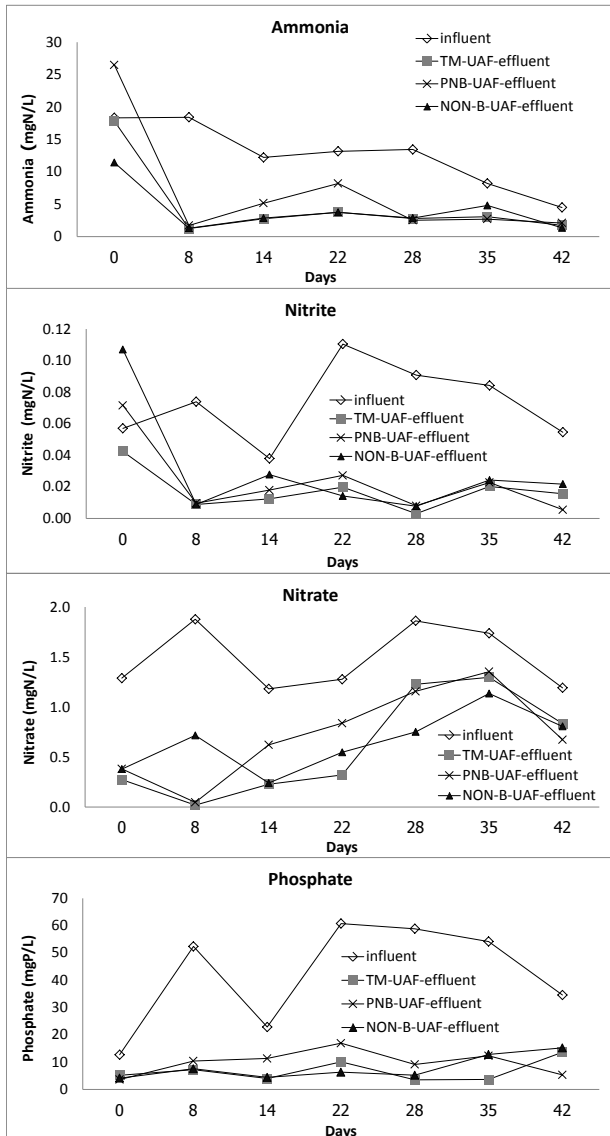 Ammonia
Ammonia (mgN/L)
30
25
20
15
10
5
0
0 8 14 22 28 35 42
Days
influent
TM-UAF-effluent
PNB-UAF-effluent
NON-B-UAF-effluent
Nitrite
Nitrite (mgN/L)
0.12
0.10
0.08
0.06
0.04
0.02
0.00
0 8 14 22 28 35 42
Days
influent
TM-UAF-effluent
PNB-UAF-effluent
NON-B-UAF-effluent
Nitrate
Nitrate (mgN/L)
2.0
1.5
1.0
0.5
0.0
0 8 14 22 28 35 42
Days
influent
TM-UAF-effluent
PNB-UAF-effluent
NON-B-UAF-effluent
Phosphate
Phosphate (mgP/L)
70
60
50
40
30
20
10
0
0 8 14 22 28 35 42
Days
influent
TM-UAF-effluent
PNB-UAF-effluent
NON-B-UAF-effluent